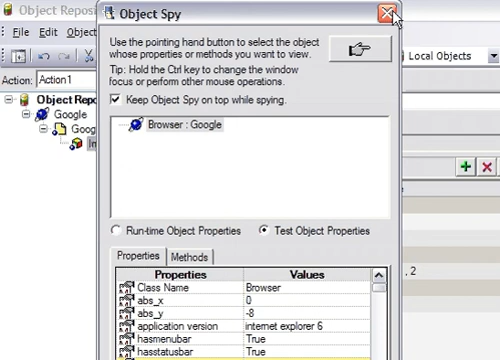 Object Reposi
Object Spy
File Edit Object
Use the pointing hand button to select the object
whose properties or methods you want to view.
Tip: Hold the Ctrl key to change the window
focus or perform other mouse operations.
Local Objects
Action: Action1
Keep Object Spy on top while spying.
Object Repo
Google
Goog
Browser : Google
Run-time Object Properties Test Object Properties
Properties Methods
, 2
Properties Values
Class Name Browser
abs_x 0
abs_y -8
application version internet explorer 6
hasmenubar True
hasstatusbar True